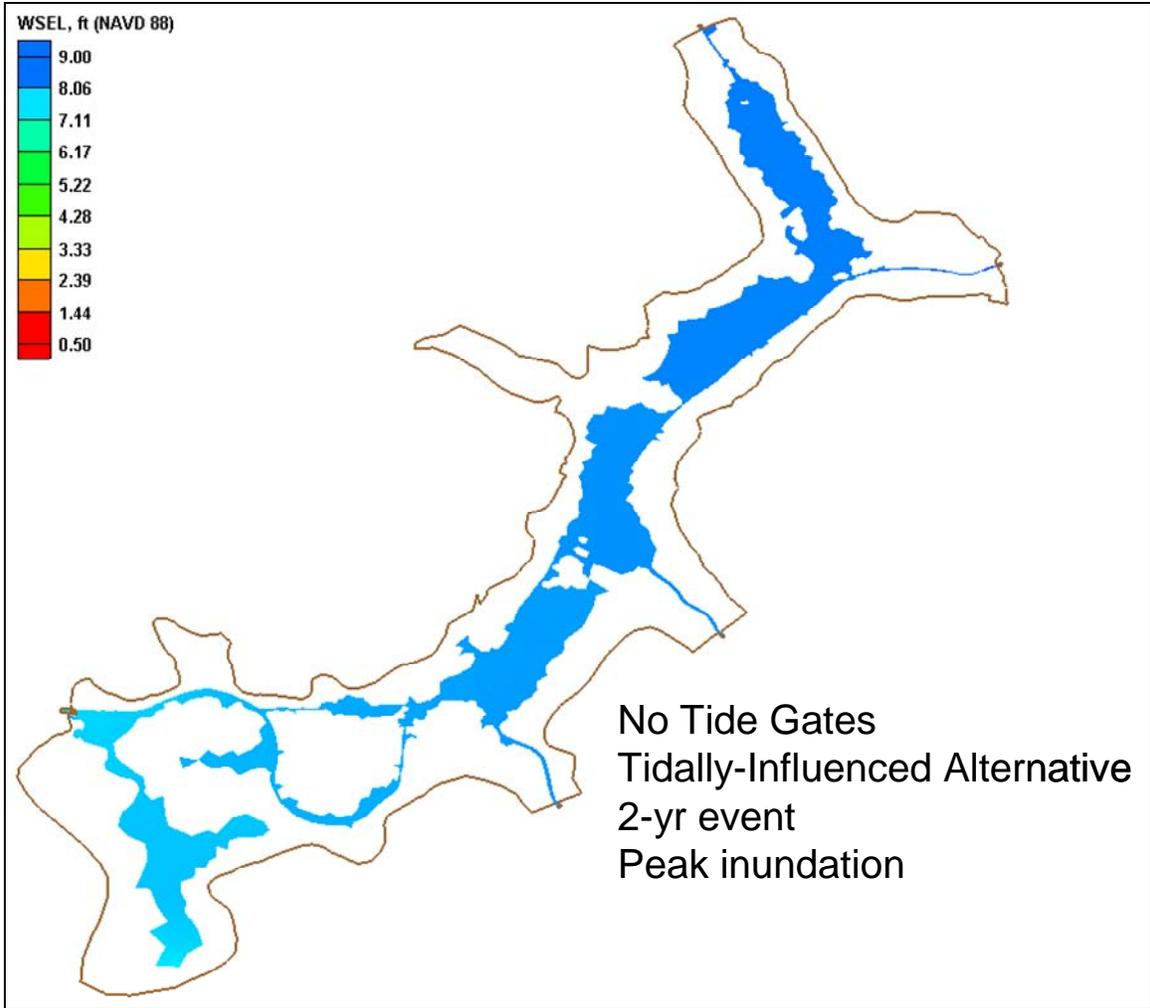 WSEL, ft (NAVD 88)
9.00
8.06
7.11
6.17
5.22
4.28
3.33
2.39
1.44
0.50
No Tide Gates
Tidally-Influenced Alternative
2-yr event
Peak inundation